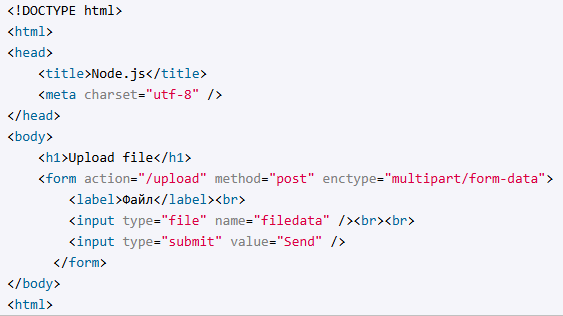 <!DOCTYPE html>
<html>
<head>
    <title>Node.js</title>
    <meta charset="utf-8" />
</head>
<body>
    <h1>Upload file</h1>
    <form action="/upload" method="post" enctype="multipart/form-data">
        <label>Файл</label><br>
        <input type="file" name="filedata" /><br><br>
        <input type="submit" value="Send" />
      </form>
</body>
<html>